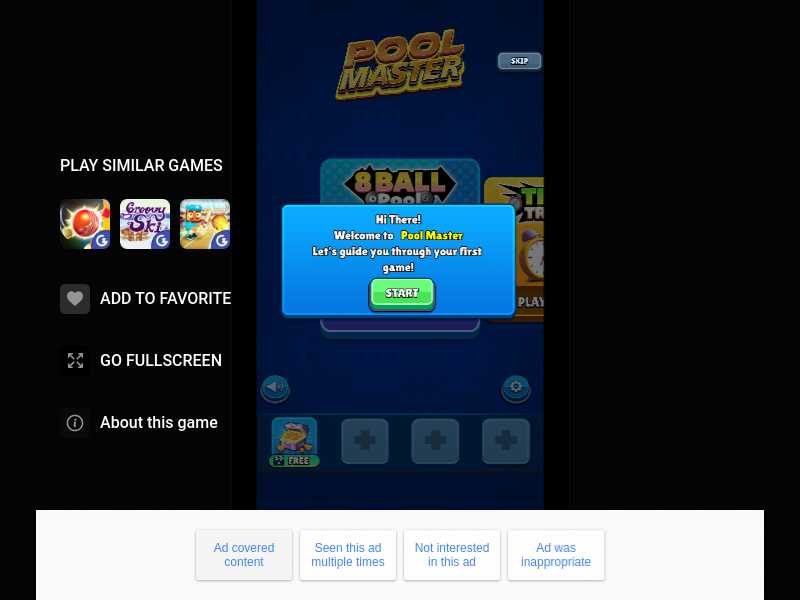 POOL
MASTER
SKIP
PLAY SIMILAR GAMES
8 BALL
Pool
Groovy
Ski
Hi There!
Welcome to Pool Master
Let's guide you through your first
game!
START
PLAY
ADD TO FAVORITE
GO FULLSCREEN
About this game
FREE
Ad covered
content
Seen this ad
multiple times
Not interested
in this ad
Ad was
inappropriate